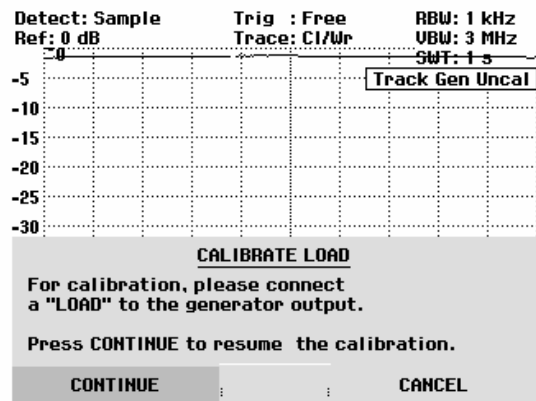 Detect: Sample Trig : Free RBW: 1 kHz
Ref: 0 dB Trace: Cl/Wr VBW: 3 MHz
SWT: 1 s
0
Track Gen Uncal
-5
-10
-15
-20
-25
-30
CALIBRATE LOAD
For calibration, please connect
a "LOAD" to the generator output.
Press CONTINUE to resume the calibration.
CONTINUE CANCEL